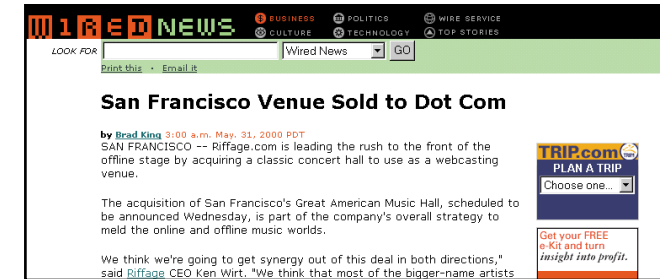 WIRED NEWS
BUSINESS POLITICS WIRE SERVICE
CULTURE TECHNOLOGY TOP STORIES
LOOK FOR Wired News GO
Print this · Email it
San Francisco Venue Sold to Dot Com
by Brad King 3:00 a.m. May. 31, 2000 PDT
SAN FRANCISCO -- Riffage.com is leading the rush to the front of the
offline stage by acquiring a classic concert hall to use as a webcasting
venue.
The acquisition of San Francisco's Great American Music Hall, scheduled to
be announced Wednesday, is part of the company's overall strategy to
meld the online and offline music worlds.
We think we're going to get synergy out of this deal in both directions,"
said Riffage CEO Ken Wirt. "We think that most of the bigger-name artists
TRIP.com
PLAN A TRIP
Choose one...
Get your FREE
e-Kit and turn
insight into profit.